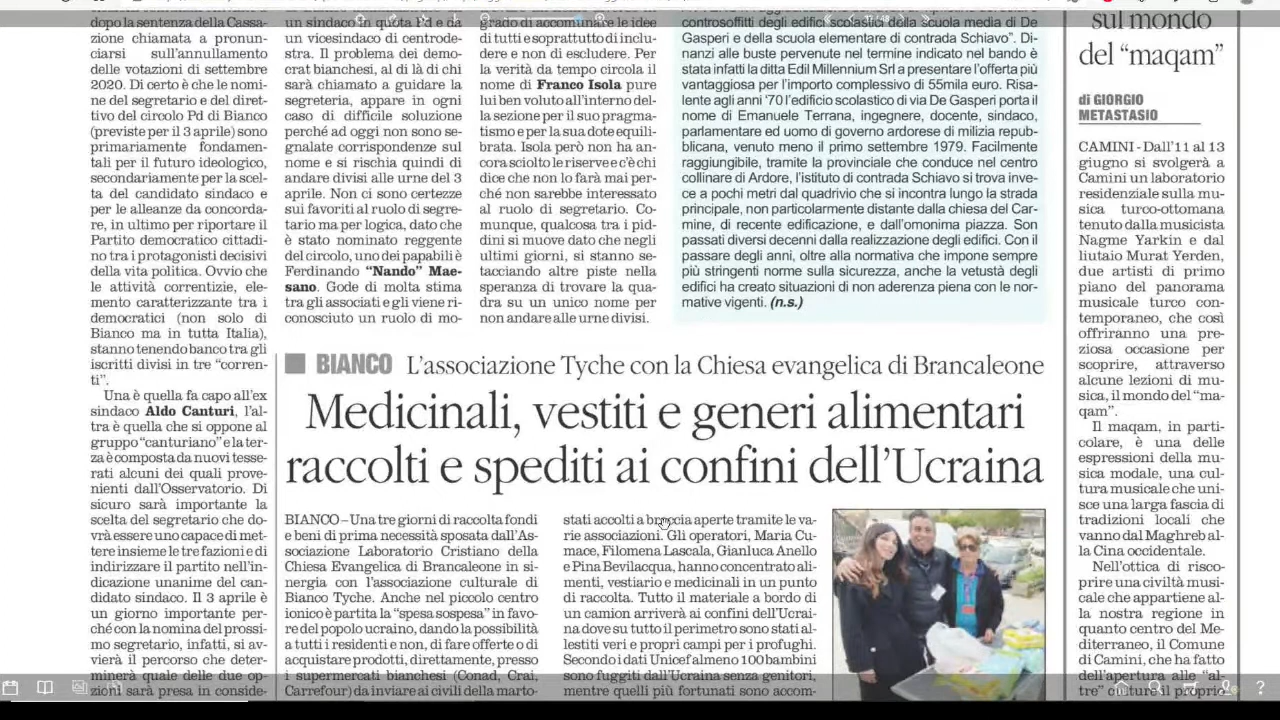 dopo la sentenza della Cassa-
zione chiamata a pronun-
ciarsi sull'annullamento
delle votazioni di settembre
2020. Di certo è che le nomi-
ne del segretario e del diret-
tivo del circolo Pd di Bianco
(previste per il 3 aprile) sono
primariamente fondamen-
tali per il futuro ideologico,
secondariamente per la scel-
ta del candidato sindaco e
per le alleanze da concorda-
re, in ultimo per riportare il
Partito democratico cittadi-
no tra i protagonisti decisivi
della vita politica. Ovvio che
le attività correntizie, ele-
mento caratterizzante tra i
democratici (non solo di
Bianco ma in tutta Italia),
stanno tenendo banco tra gli
iscritti divisi in tre “corren-
ti”.
Una è quella fa capo all'ex
sindaco Aldo Canturi, l'al-
tra è quella che si oppone al
gruppo “canturiano” e la ter-
za è composta da nuovi tesse-
rati alcuni dei quali prove-
nienti dall'Osservatorio. Di
sicuro sarà importante la
scelta del segretario che do-
vrà essere uno capace di met-
tere insieme le tre fazioni e di
indirizzare il partito nell'in-
dicazione unanime del can-
didato sindaco. Il 3 aprile è
un giorno importante per-
ché con la nomina del prossi-
mo segretario, infatti, si av-
vierà il percorso che deter-
minerà quale delle due op-
zioni sarà presa in conside-
un sindaco in quota Pd e da
un vicesindaco di centrode-
stra. Il problema dei demo-
crat bianchesi, al di là di chi
sarà chiamato a guidare la
segreteria, appare in ogni
caso di difficile soluzione
perché ad oggi non sono se-
gnalate corrispondenze sul
nome e si rischia quindi di
andare divisi alle urne del 3
aprile. Non ci sono certezze
sui favoriti al ruolo di segre-
tario ma per logica, dato che
è stato nominato reggente
del circolo, uno dei papabili è
Ferdinando “Nando” Mae-
sano. Gode di molta stima
tra gli associati e gli viene ri-
conosciuto un ruolo di mo-
grado di accomunare le idee
di tutti e soprattutto di inclu-
dere e non di escludere. Per
la verità da tempo circola il
nome di Franco Isola pure
lui ben voluto all'interno del-
la sezione per il suo pragma-
tismo e per la sua dote equili-
brata. Isola però non ha an-
cora sciolto le riserve e c'è chi
dice che non lo farà mai per-
ché non sarebbe interessato
al ruolo di segretario. Co-
munque, qualcosa tra i pid-
dini si muove dato che negli
ultimi giorni, si stanno se-
tacciando altre piste nella
speranza di trovare la qua-
dra su un unico nome per
non andare alle urne divisi.
controsoffitti degli edifici scolastici della scuola media di De
Gasperi e della scuola elementare di contrada Schiavo”. Di-
nanzi alle buste pervenute nel termine indicato nel bando è
stata infatti la ditta Edil Millennium Srl a presentare l'offerta più
vantaggiosa per l'importo complessivo di 55mila euro. Risa-
lente agli anni '70 l'edificio scolastico di via De Gasperi porta il
nome di Emanuele Terrana, ingegnere, docente, sindaco,
parlamentare ed uomo di governo ardorese di milizia repub-
blicana, venuto meno il primo settembre 1979. Facilmente
raggiungibile, tramite la provinciale che conduce nel centro
collinare di Ardore, l'istituto di contrada Schiavo si trova inve-
ce a pochi metri dal quadrivio che si incontra lungo la strada
principale, non particolarmente distante dalla chiesa del Car-
mine, di recente edificazione, e dall'omonima piazza. Son
passati diversi decenni dalla realizzazione degli edifici. Con il
passare degli anni, oltre alla normativa che impone sempre
più stringenti norme sulla sicurezza, anche la vetustà degli
edifici ha creato situazioni di non aderenza piena con le nor-
mative vigenti. (n.s.)
BIANCO L'associazione Tyche con la Chiesa evangelica di Brancaleone
Medicinali, vestiti e generi alimentari
raccolti e spediti ai confini dell'Ucraina
BIANCO – Una tre giorni di raccolta fondi
e beni di prima necessità sposata dall'As-
sociazione Laboratorio Cristiano della
Chiesa Evangelica di Brancaleone in si-
nergia con l'associazione culturale di
Bianco Tyche. Anche nel piccolo centro
ionico è partita la “spesa sospesa” in favo-
re del popolo ucraino, dando la possibilità
a tutti i residenti e non, di fare offerte o di
acquistare prodotti, direttamente, presso
i supermercati bianchesi (Conad, Crai,
Carrefour) da inviare ai civili della marto-
stati accolti a braccia aperte tramite le va-
rie associazioni. Gli operatori, Maria Cu-
mace, Filomena Lascala, Gianluca Anello
e Pina Bevilacqua, hanno concentrato ali-
menti, vestiario e medicinali in un punto
di raccolta. Tutto il materiale a bordo di
un camion arriverà ai confini dell'Ucrai-
na dove su tutto il perimetro sono stati al-
lestiti veri e propri campi per i profughi.
Secondo i dati Unicef almeno 100 bambini
sono fuggiti dall'Ucraina senza genitori,
mentre quelli più fortunati sono accom-
sul mondo
del “maqam”
di GIORGIO
METASTASIO
CAMINI - Dall'11 al 13
giugno si svolgerà a
Camini un laboratorio
residenziale sulla mu-
sica turco-ottomana
tenuto dalla musicista
Nagme Yarkin e dal
liutaio Murat Yerden,
due artisti di primo
piano del panorama
musicale turco con-
temporaneo, che così
offriranno una pre-
ziosa occasione per
scoprire, attraverso
alcune lezioni di mu-
sica, il mondo del “ma-
qam”.
Il maqam, in parti-
colare, è una delle
espressioni della mu-
sica modale, una cul-
tura musicale che uni-
sce una larga fascia di
tradizioni locali che
vanno dal Maghreb al-
la Cina occidentale.
Nell'ottica di risco-
prire una civiltà musi-
cale che appartiene al-
la nostra regione in
quanto centro del Me-
diterraneo, il Comune
di Camini, che ha fatto
dell'apertura alle “al-
tre” culture il proprio